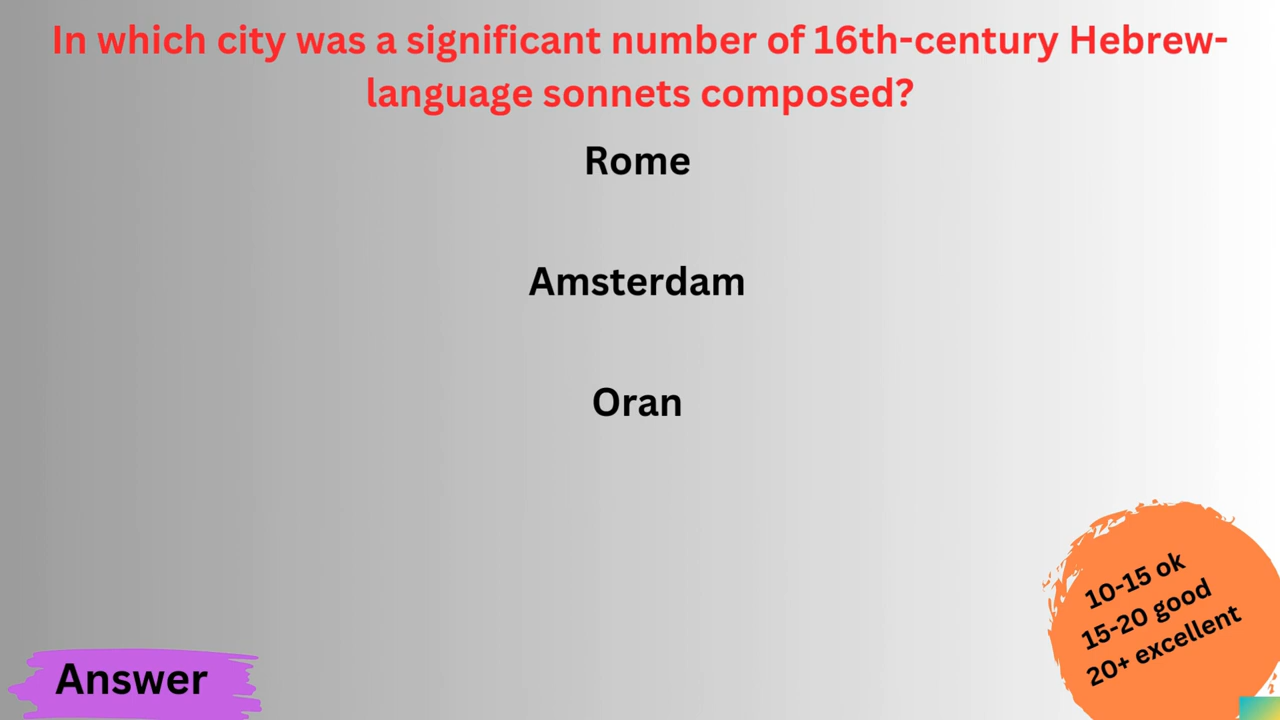 In which city was a significant number of 16th-century Hebrew-
language sonnets composed?
Rome
Amsterdam
Oran
10-15 ok
15-20 good
20+ excellent
Answer